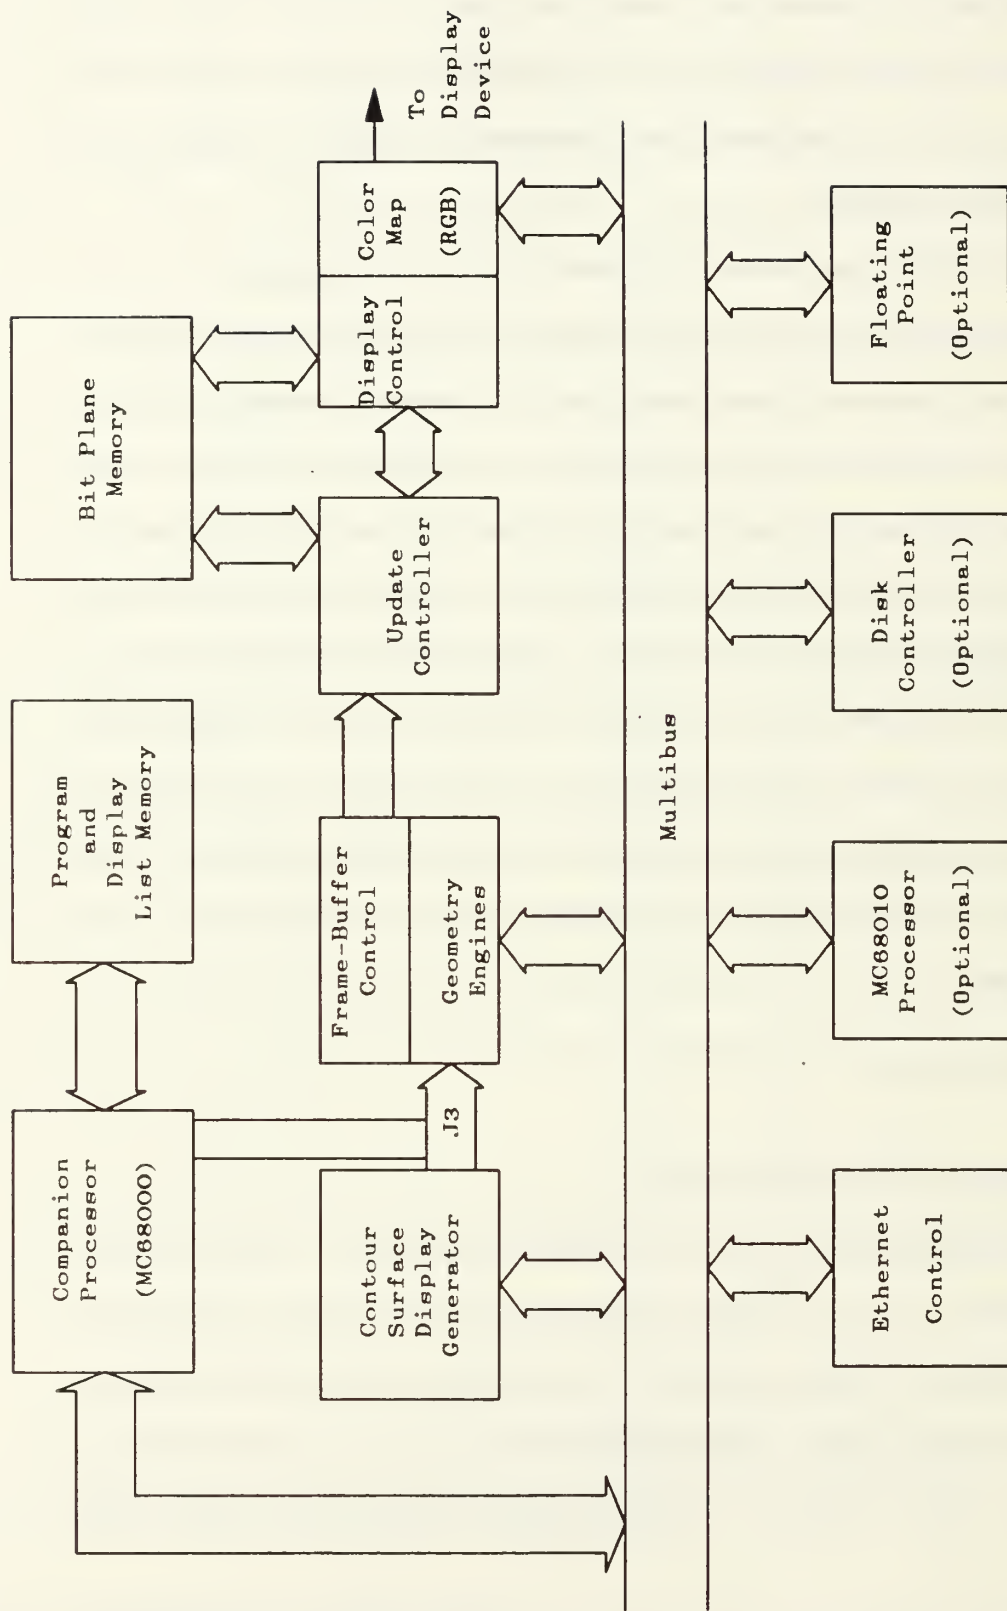 Companion
Processor
(MC68000)
Program
and
Display
List Memory
Bit Plane
Memory
Contour
Surface
Display
Generator
J3
Frame-Buffer
Control
Geometry
Engines
Update
Controller
Display
Control
Color
Map
(RGB)
To
Display
Device
Multibus
Ethernet
Control
MC68010
Processor
(Optional)
Disk
Controller
(Optional)
Floating
Point
(Optional)